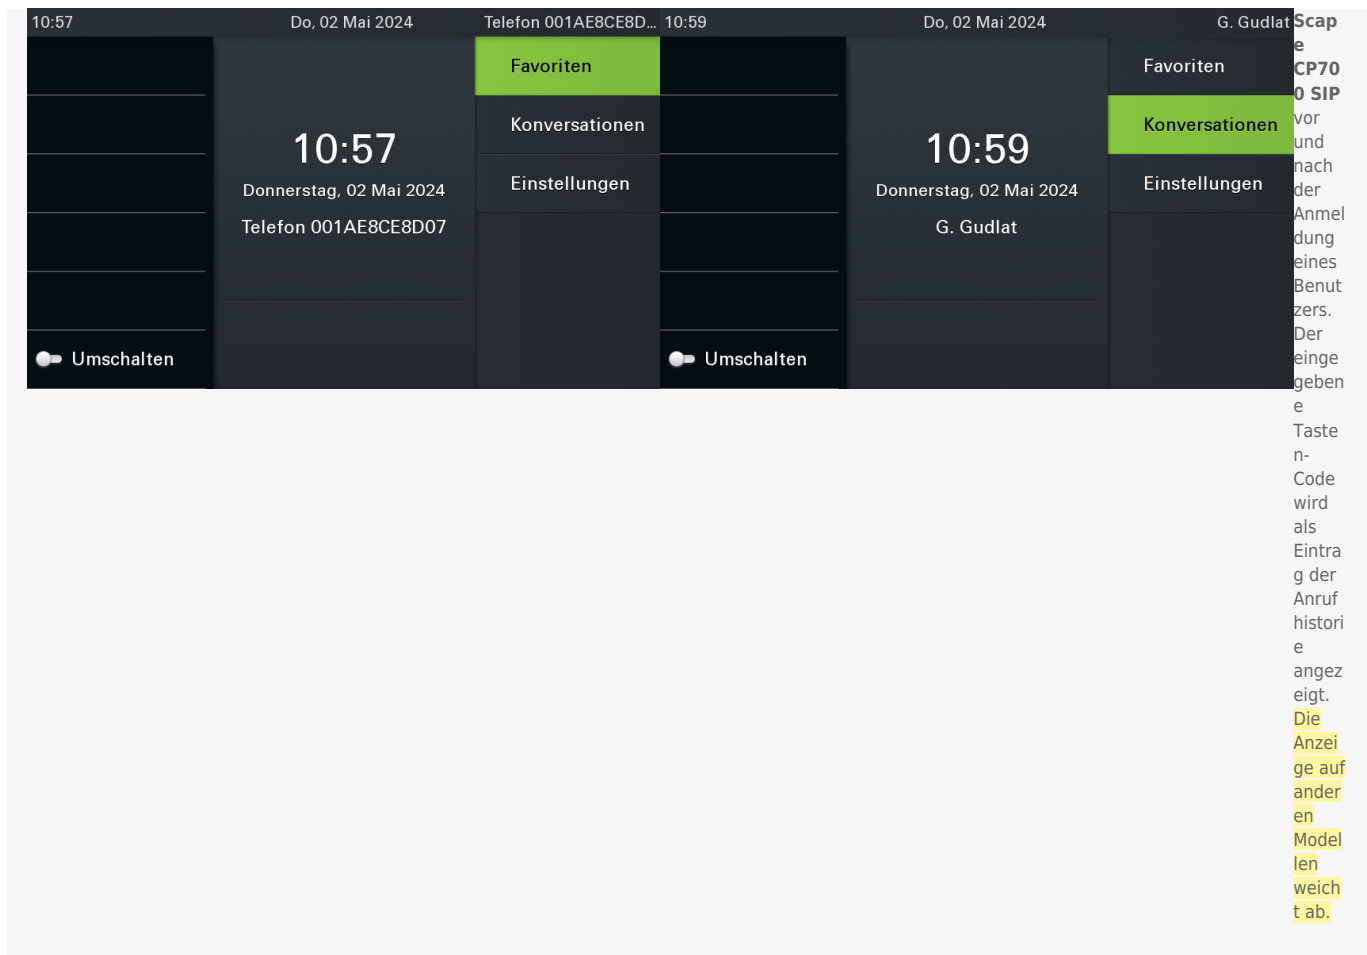 10:57 Do, 02 Mai 2024 Telefon 001AE8CE8D...
Favoriten
Konversationen
Einstellungen
10:57
Donnerstag, 02 Mai 2024
Telefon 001AE8CE8D07
Umschalten
10:59 Do, 02 Mai 2024 G. Gudlat
Favoriten
Konversationen
Einstellungen
10:59
Donnerstag, 02 Mai 2024
G. Gudlat
Umschalten
Scap
e
CP70
0 SIP
vor
und
nach
der
Anmel
dung
eines
Benut
zers.
Der
einge
geben
e
Taste
n-
Code
wird
als
Eintra
g der
Anruf
histori
e
angez
eigt.
Die
Anzei
ge auf
ander
en
Model
len
weich
t ab.